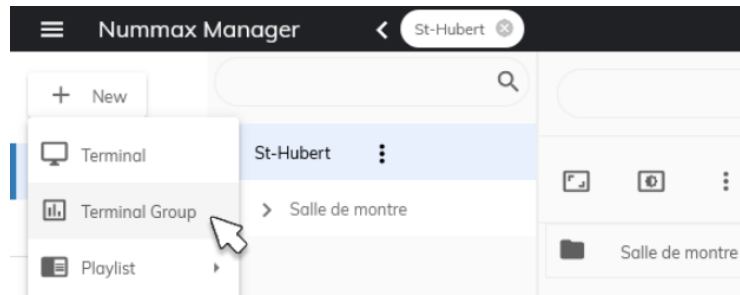 Nummax Manager
St-Hubert
New
Terminal
Terminal Group
Playlist
St-Hubert
Salle de montre
Salle de montre